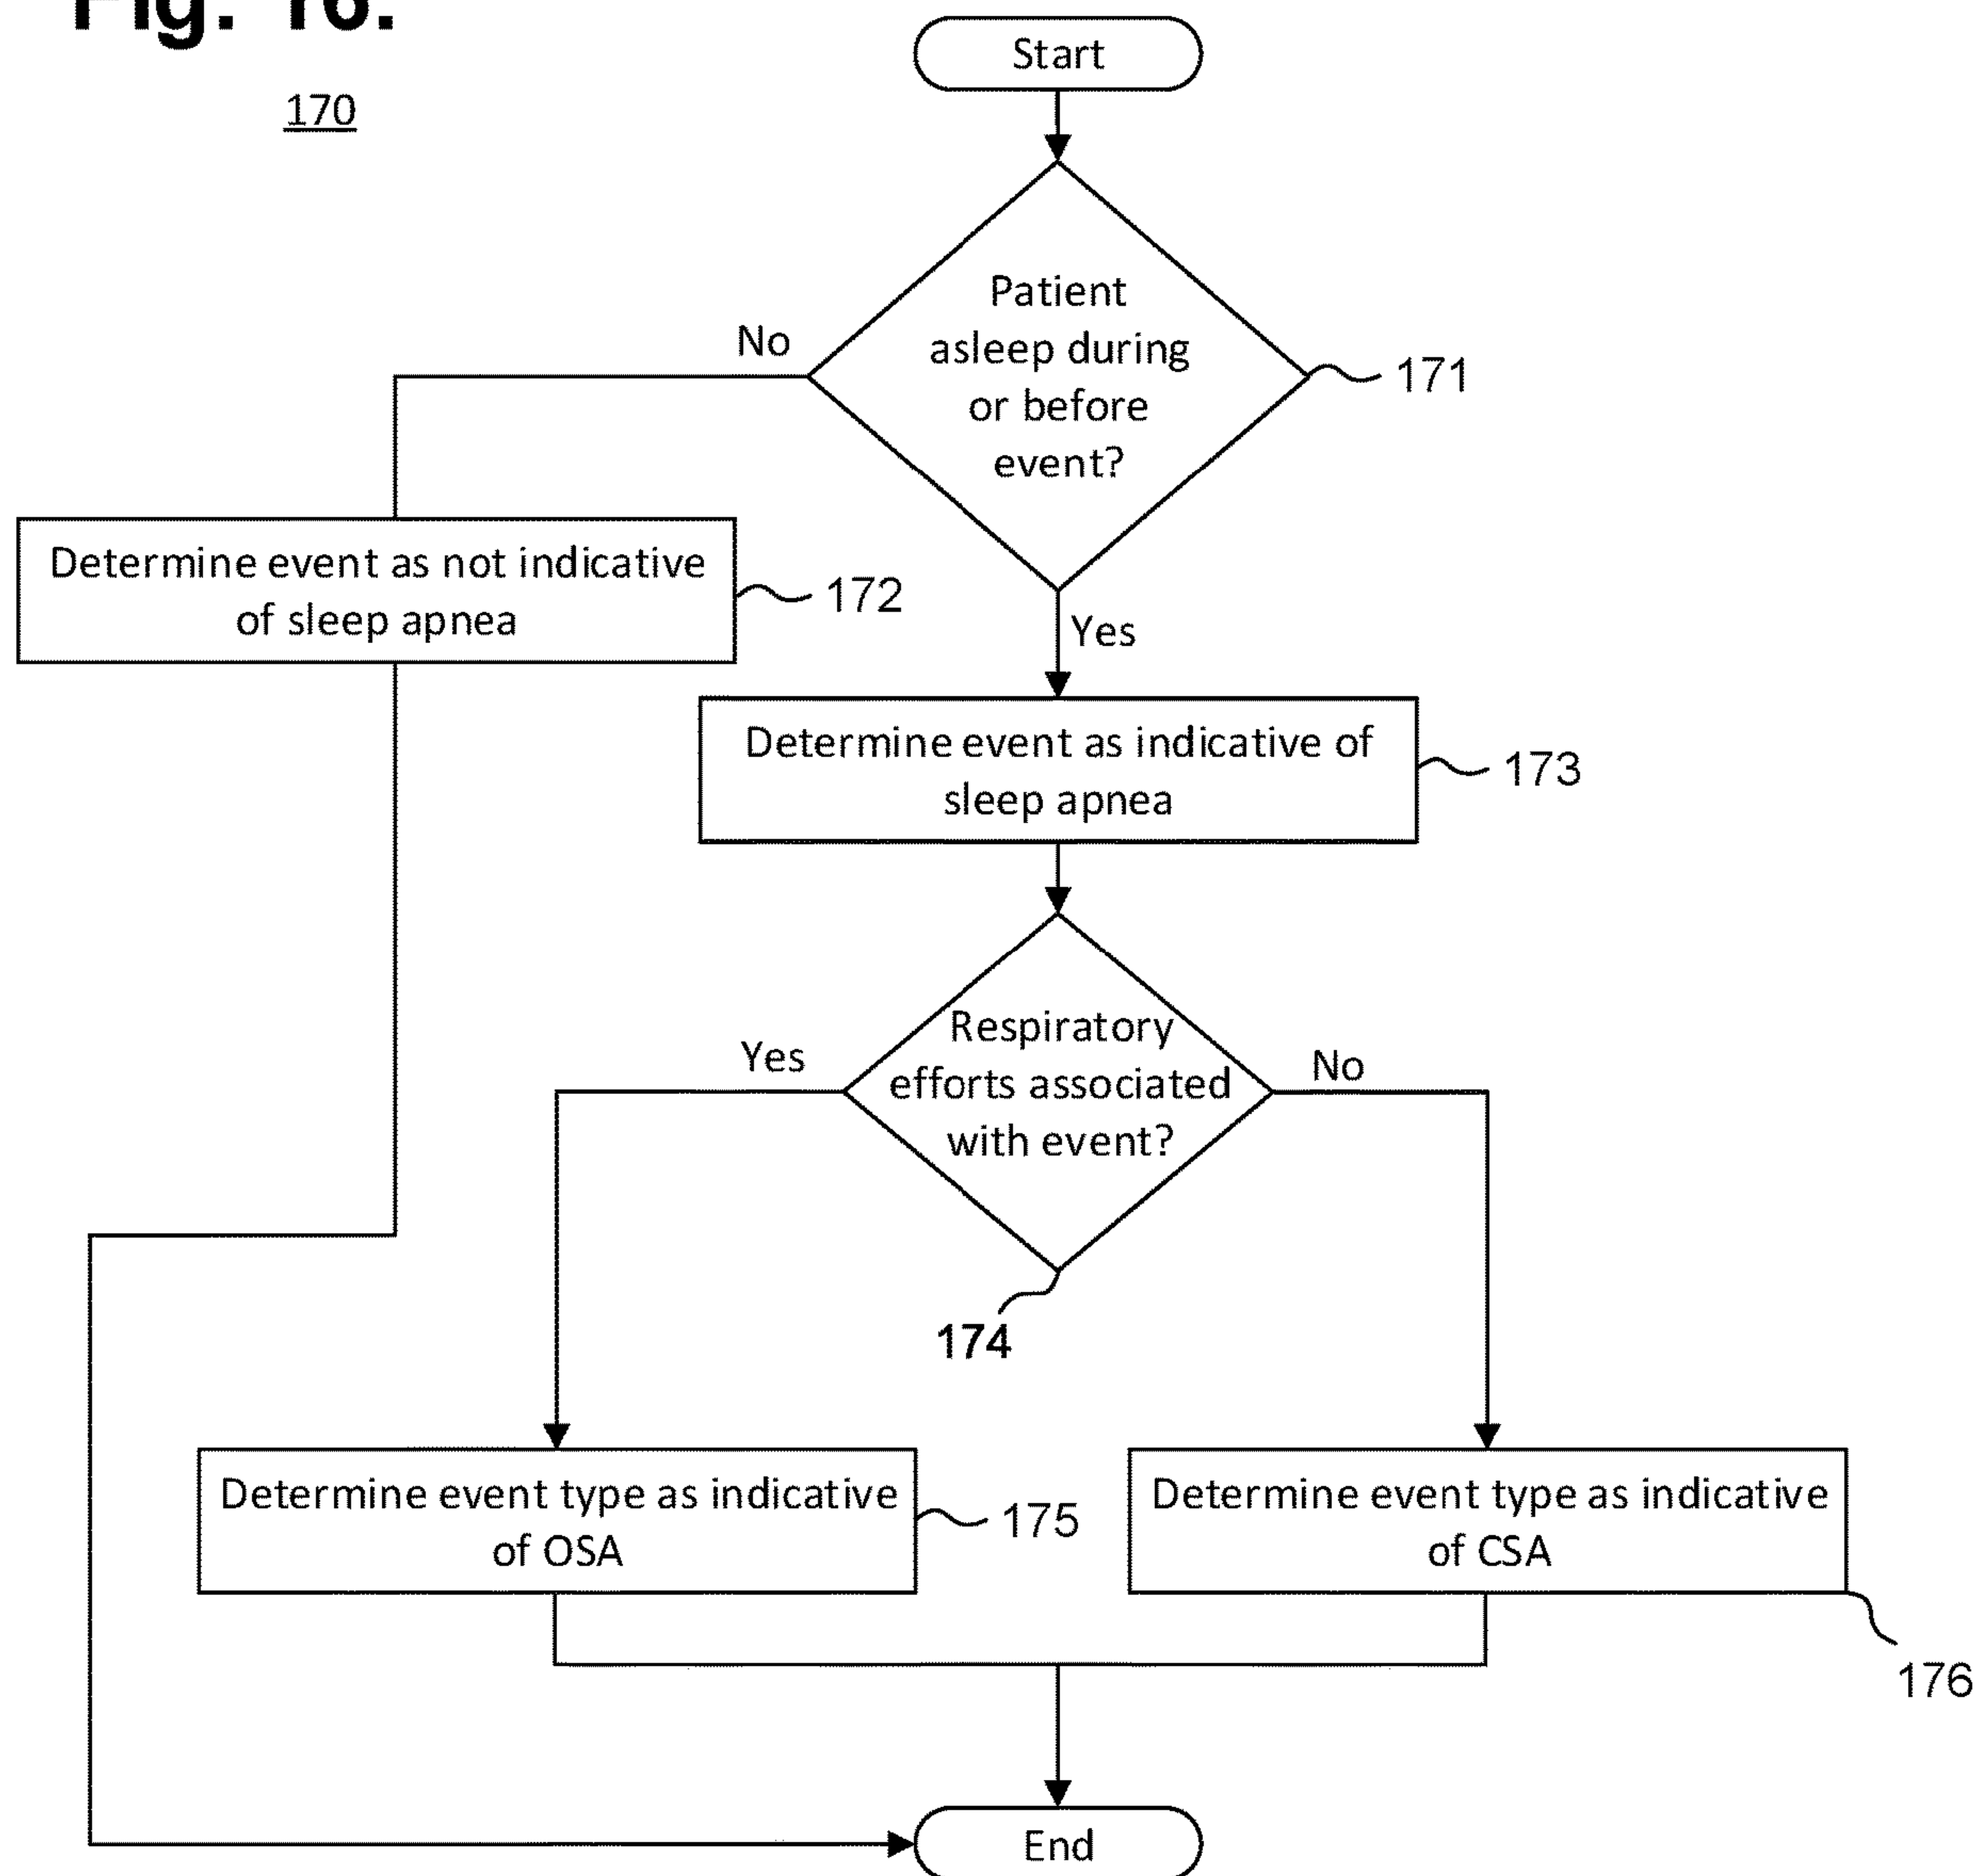 Fig. 16.
170
Start
Patient
asleep during
or before
event?
No
171
Determine event as not indicative
of sleep apnea
172
Yes
Determine event as indicative of
sleep apnea
173
Respiratory
efforts associated
with event?
Yes
No
174
Determine event type as indicative
of OSA
175
Determine event type as indicative
of CSA
176
End